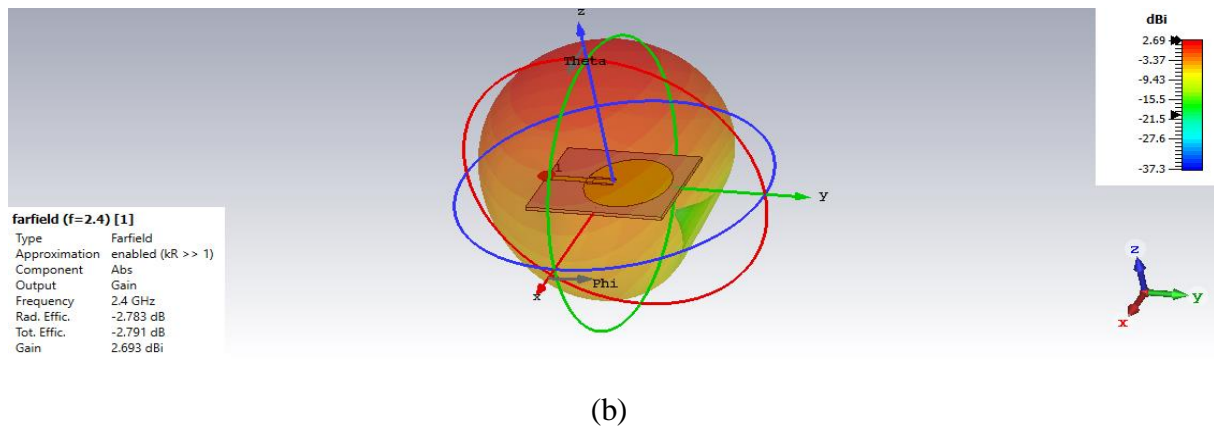 z
dBi
2.69
-3.37
-9.43
-15.5
-21.5
-27.6
-37.3
Theta
1
y
Phi
x
farfield (f=2.4) [1]
Type Farfield
Approximation enabled (kR >> 1)
Component Abs
Output Gain
Frequency 2.4 GHz
Rad. Effic. -2.783 dB
Tot. Effic. -2.791 dB
Gain 2.693 dBi
z
y
x
(b)